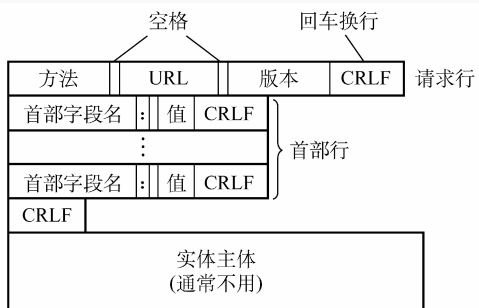 空格 回车换行
方法 URL 版本 CRLF 请求行
首部字段名 : 值 CRLF
⋮ 首部行
首部字段名 : 值 CRLF
CRLF
实体主体
(通常不用)